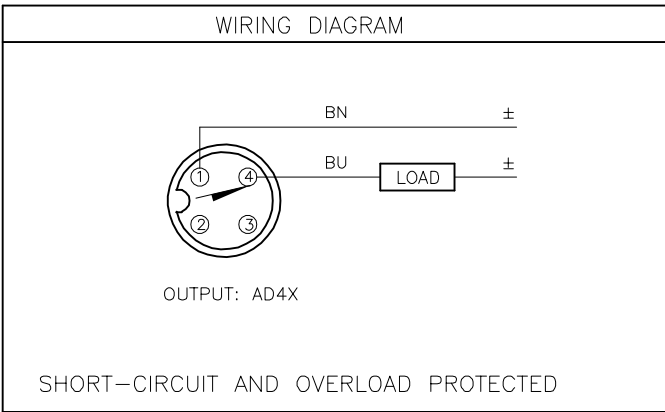 WIRING DIAGRAM
BN ±
BU LOAD ±
1 4
2 3
OUTPUT: AD4X
SHORT-CIRCUIT AND OVERLOAD PROTECTED